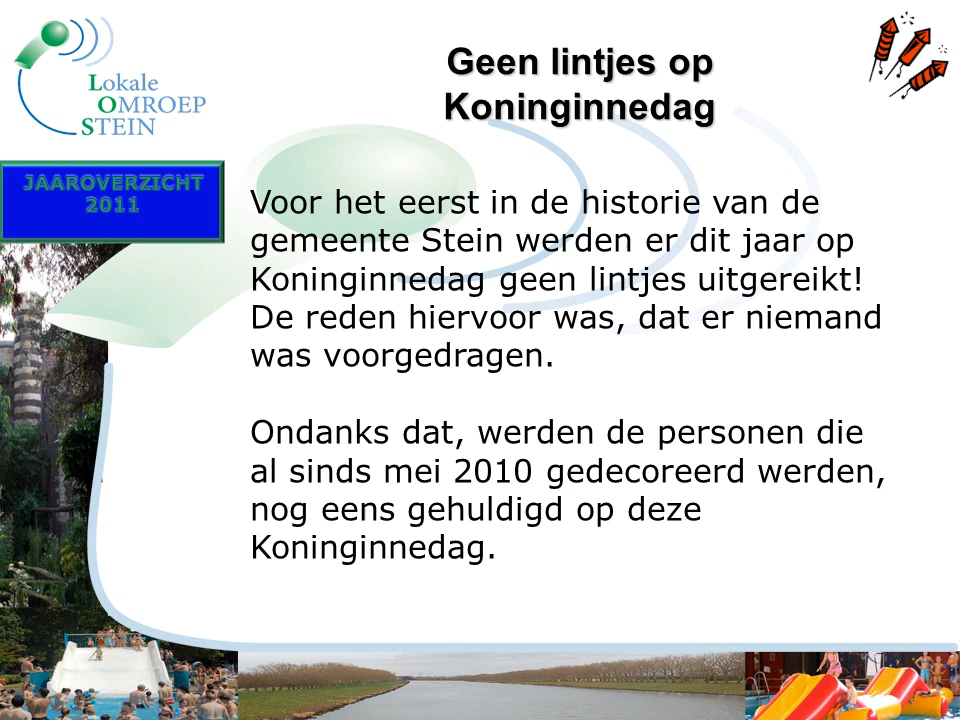 Lokale
OMROEP
STEIN
Geen lintjes op
Koninginnedag
JAAROVERZICHT
2011
Voor het eerst in de historie van de
gemeente Stein werden er dit jaar op
Koninginnedag geen lintjes uitgereikt!
De reden hiervoor was, dat er niemand
was voorgedragen.
Ondanks dat, werden de personen die
al sinds mei 2010 gedecoreerd werden,
nog eens gehuldigd op deze
Koninginnedag.